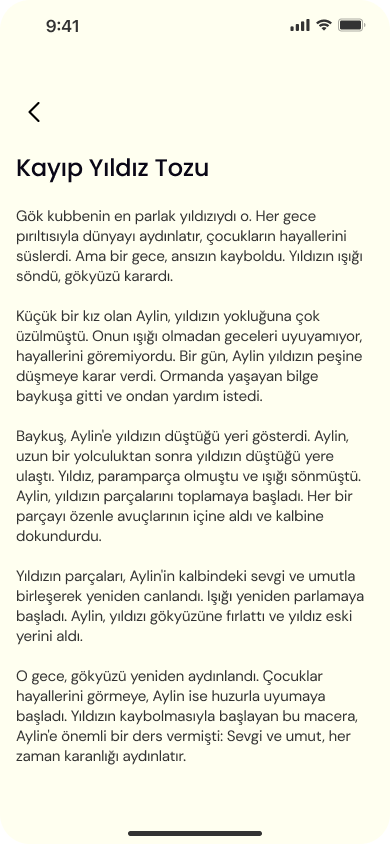 9:41
Kayıp Yıldız Tozu
Gök kubbenin en parlak yıldızıydı o. Her gece
pırıltısıyla dünyayı aydınlatır, çocukların hayallerini
süslerdi. Ama bir gece, ansızın kayboldu. Yıldızın ışığı
söndü, gökyüzü karardı.
Küçük bir kız olan Aylin, yıldızın yokluğuna çok
üzülmüştü. Onun ışığı olmadan geceleri uyuyamıyor,
hayallerini göremiyordu. Bir gün, Aylin yıldızın peşine
düşmeye karar verdi. Ormanda yaşayan bilge
baykuşa gitti ve ondan yardım istedi.
Baykuş, Aylin'e yıldızın düştüğü yeri gösterdi. Aylin,
uzun bir yolculuktan sonra yıldızın düştüğü yere
ulaştı. Yıldız, paramparça olmuştu ve ışığı sönmüştü.
Aylin, yıldızın parçalarını toplamaya başladı. Her bir
parçayı özenle avuçlarının içine aldı ve kalbine
dokundurdu.
Yıldızın parçaları, Aylin'in kalbindeki sevgi ve umutla
birleşerek yeniden canlandı. Işığı yeniden parlamaya
başladı. Aylin, yıldızı gökyüzüne fırlattı ve yıldız eski
yerini aldı.
O gece, gökyüzü yeniden aydınlandı. Çocuklar
hayallerini görmeye, Aylin ise huzurla uyumaya
başladı. Yıldızın kaybolmasıyla başlayan bu macera,
Aylin'e önemli bir ders vermişti: Sevgi ve umut, her
zaman karanlığı aydınlatır.